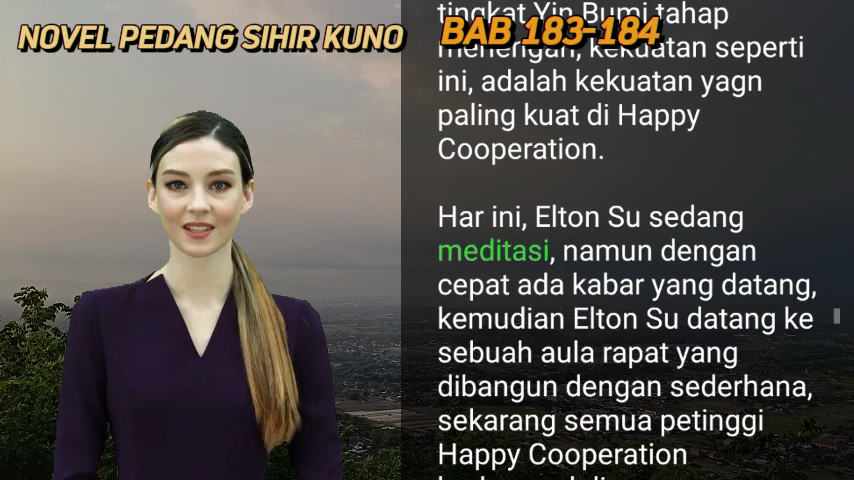 NOVEL PEDANG SIHIR KUNO
BAB 183-184
tingkat Yin Bumi tahap
menengah, kekuatan seperti
ini, adalah kekuatan yagn
paling kuat di Happy
Cooperation.
Har ini, Elton Su sedang
meditasi, namun dengan
cepat ada kabar yang datang,
kemudian Elton Su datang ke
sebuah aula rapat yang
dibangun dengan sederhana,
sekarang semua petinggi
Happy Cooperation